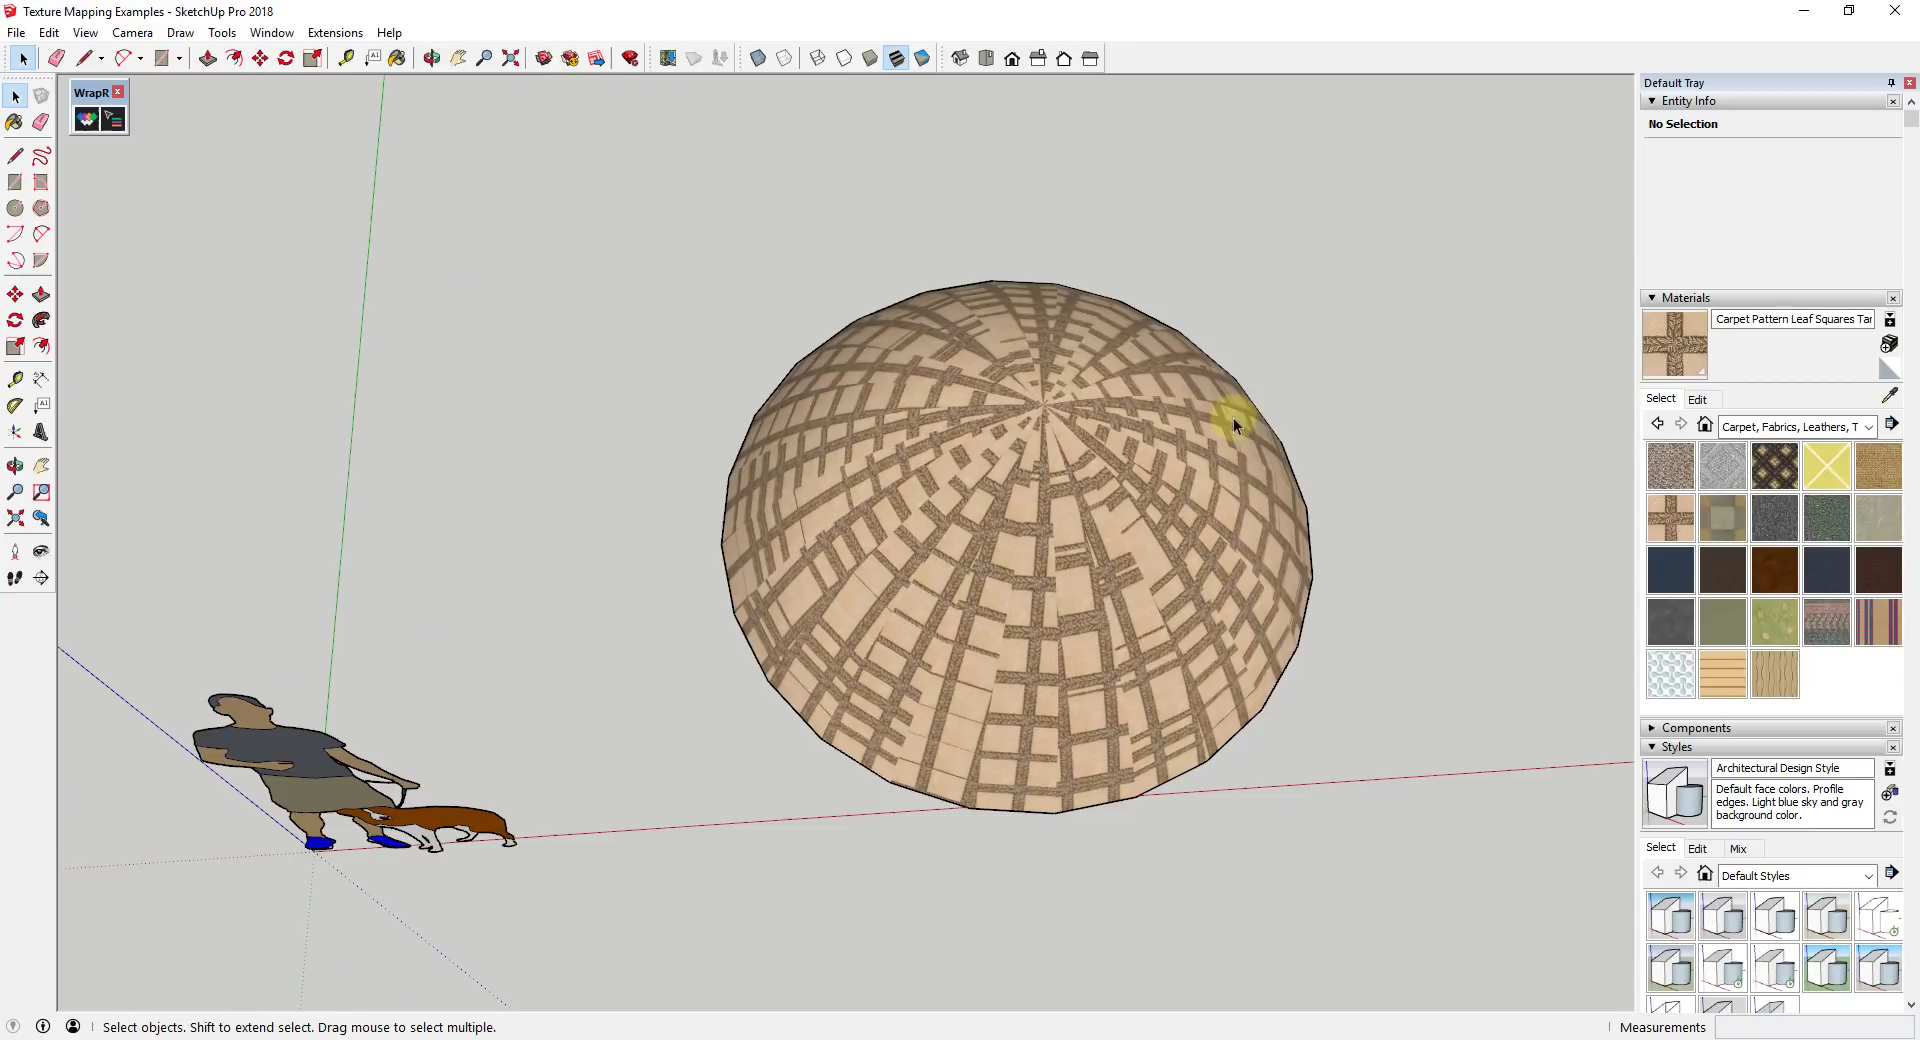 Texture Mapping Examples - SketchUp Pro 2018
File Edit View Camera Draw Tools Window Extensions Help
WrapR
Default Tray
Entity Info
No Selection
Materials
Carpet Pattern Leaf Squares Tar
Select Edit
Carpet, Fabrics, Leathers, T
Components
Styles
Architectural Design Style
Default face colors. Profile
edges. Light blue sky and gray
background color.
Select Edit Mix
Default Styles
Select objects. Shift to extend select. Drag mouse to select multiple.
Measurements